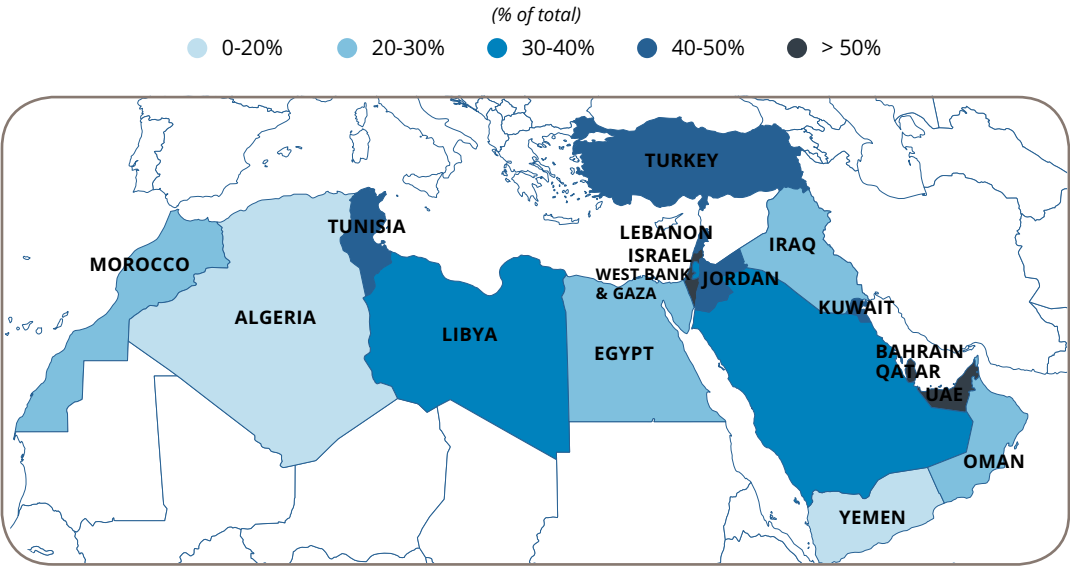 (% of total)
0-20%
20-30%
30-40%
40-50%
> 50%
TURKEY
TUNISIA
LEBANON
IRAQ
ISRAEL
MOROCCO
WEST BANK
& GAZA
JORDAN
KUWAIT
ALGERIA
LIBYA
EGYPT
BAHRAIN
QATAR
UAE
OMAN
YEMEN